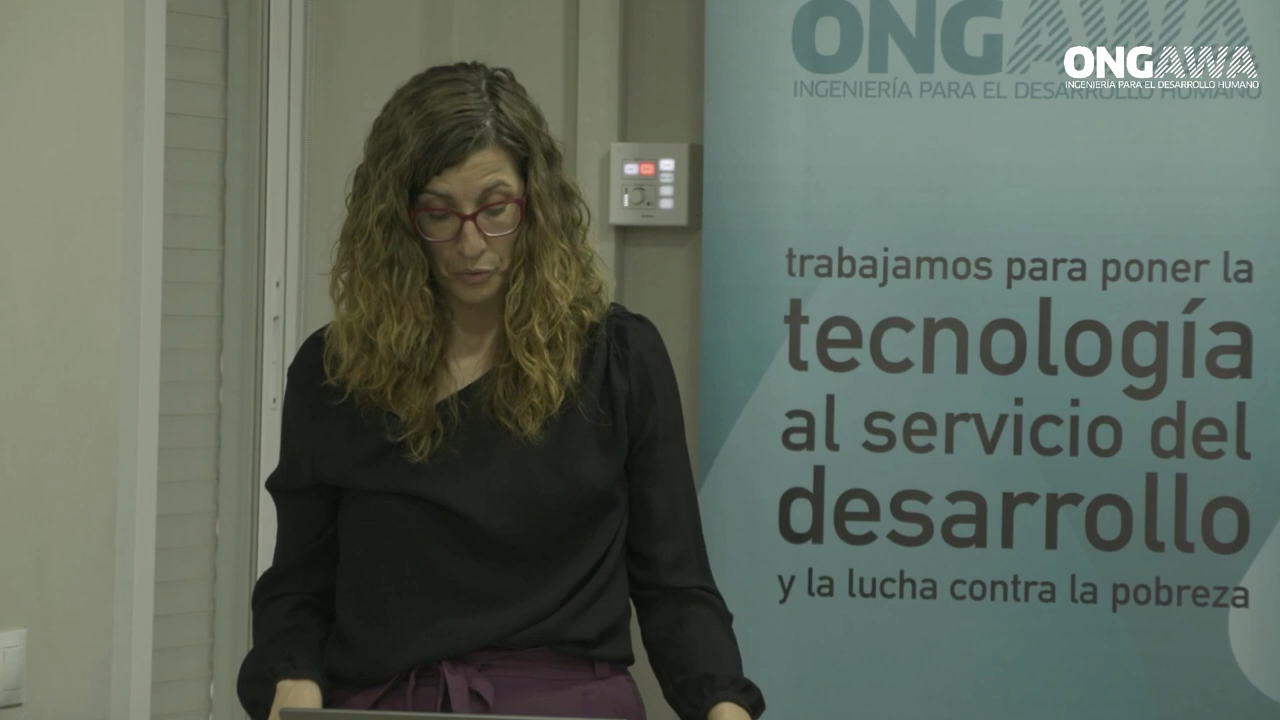 ONGAWA
INGENIERÍA PARA EL DESARROLLO HUMANO
ONGAWA
INGENIERÍA PARA EL DESARROLLO HUMANO
trabajamos para poner la
tecnología
al servicio del
desarrollo
y la lucha contra la pobreza